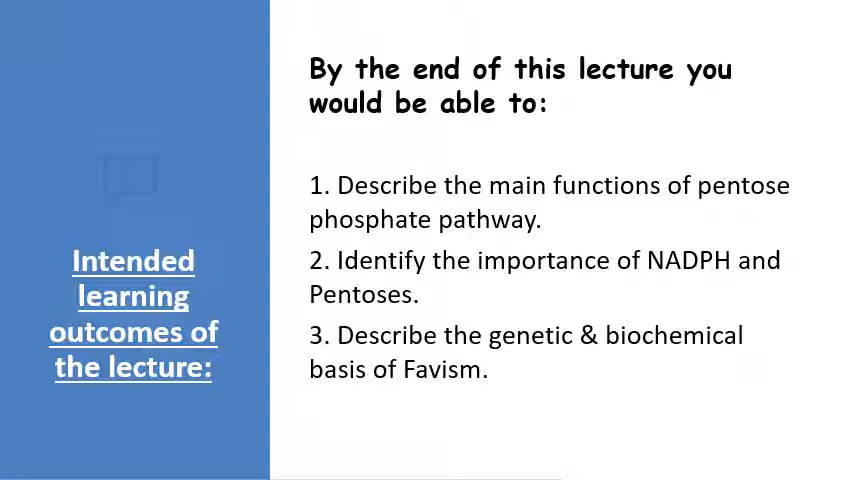 Intended
learning
outcomes of
the lecture:
By the end of this lecture you
would be able to:
1. Describe the main functions of pentose
phosphate pathway.
2. Identify the importance of NADPH and
Pentoses.
3. Describe the genetic & biochemical
basis of Favism.